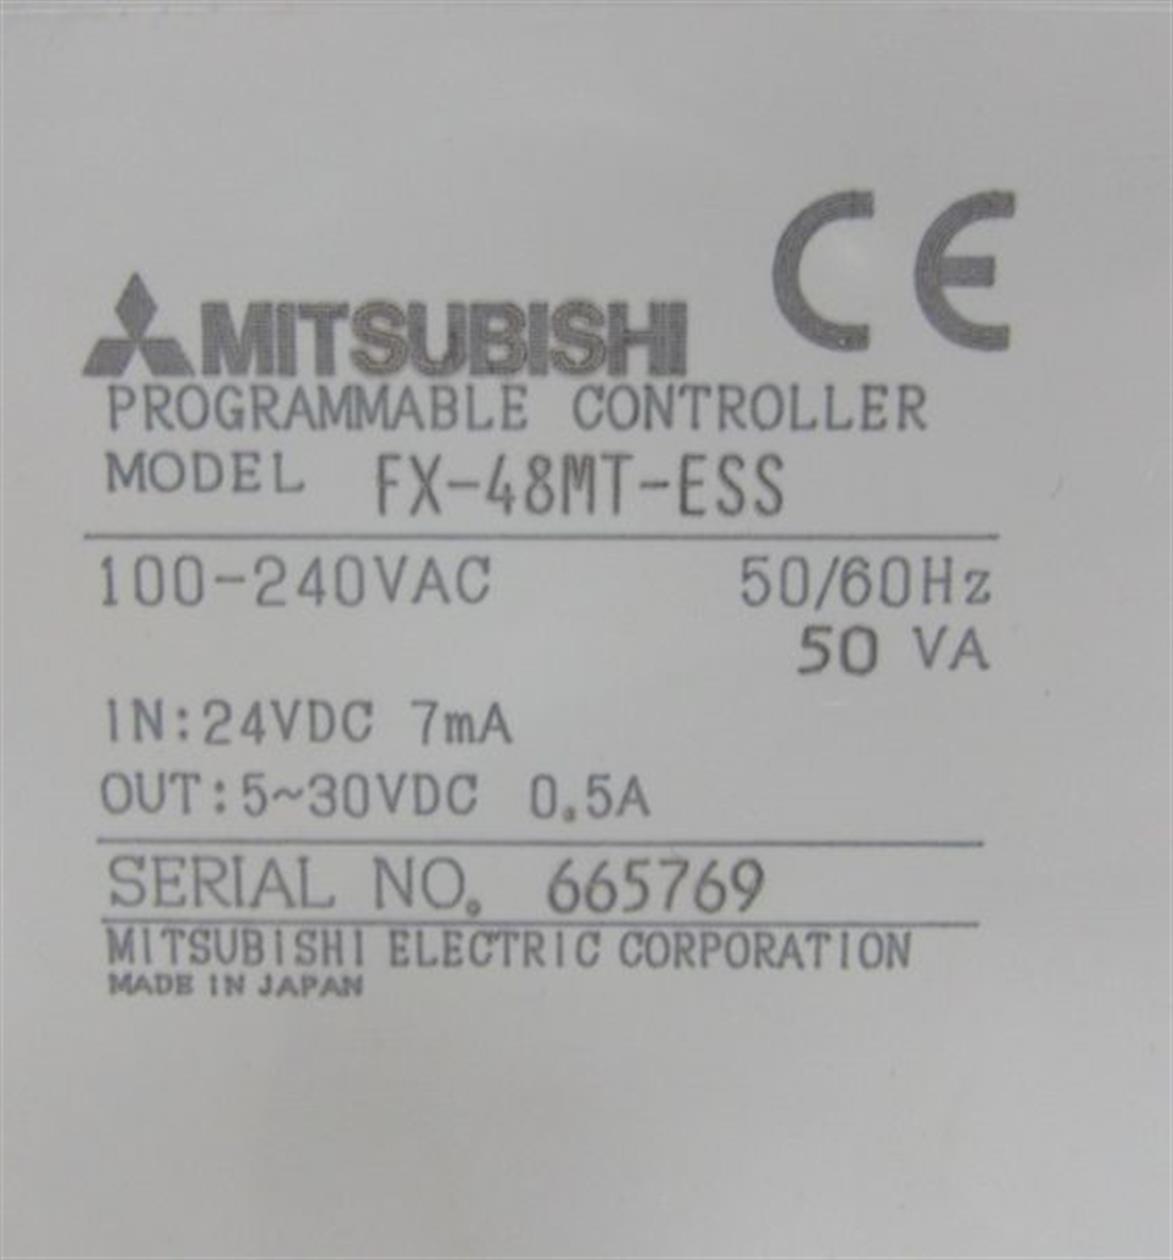 CE
MITSUBISHI
PROGRAMMABLE CONTROLLER
MODEL FX-48MT-ESS
100-240VAC 50/60Hz
50 VA
IN:24VDC 7mA
OUT:5~30VDC 0.5A
SERIAL NO. 665769
MITSUBISHI ELECTRIC CORPORATION
MADE IN JAPAN